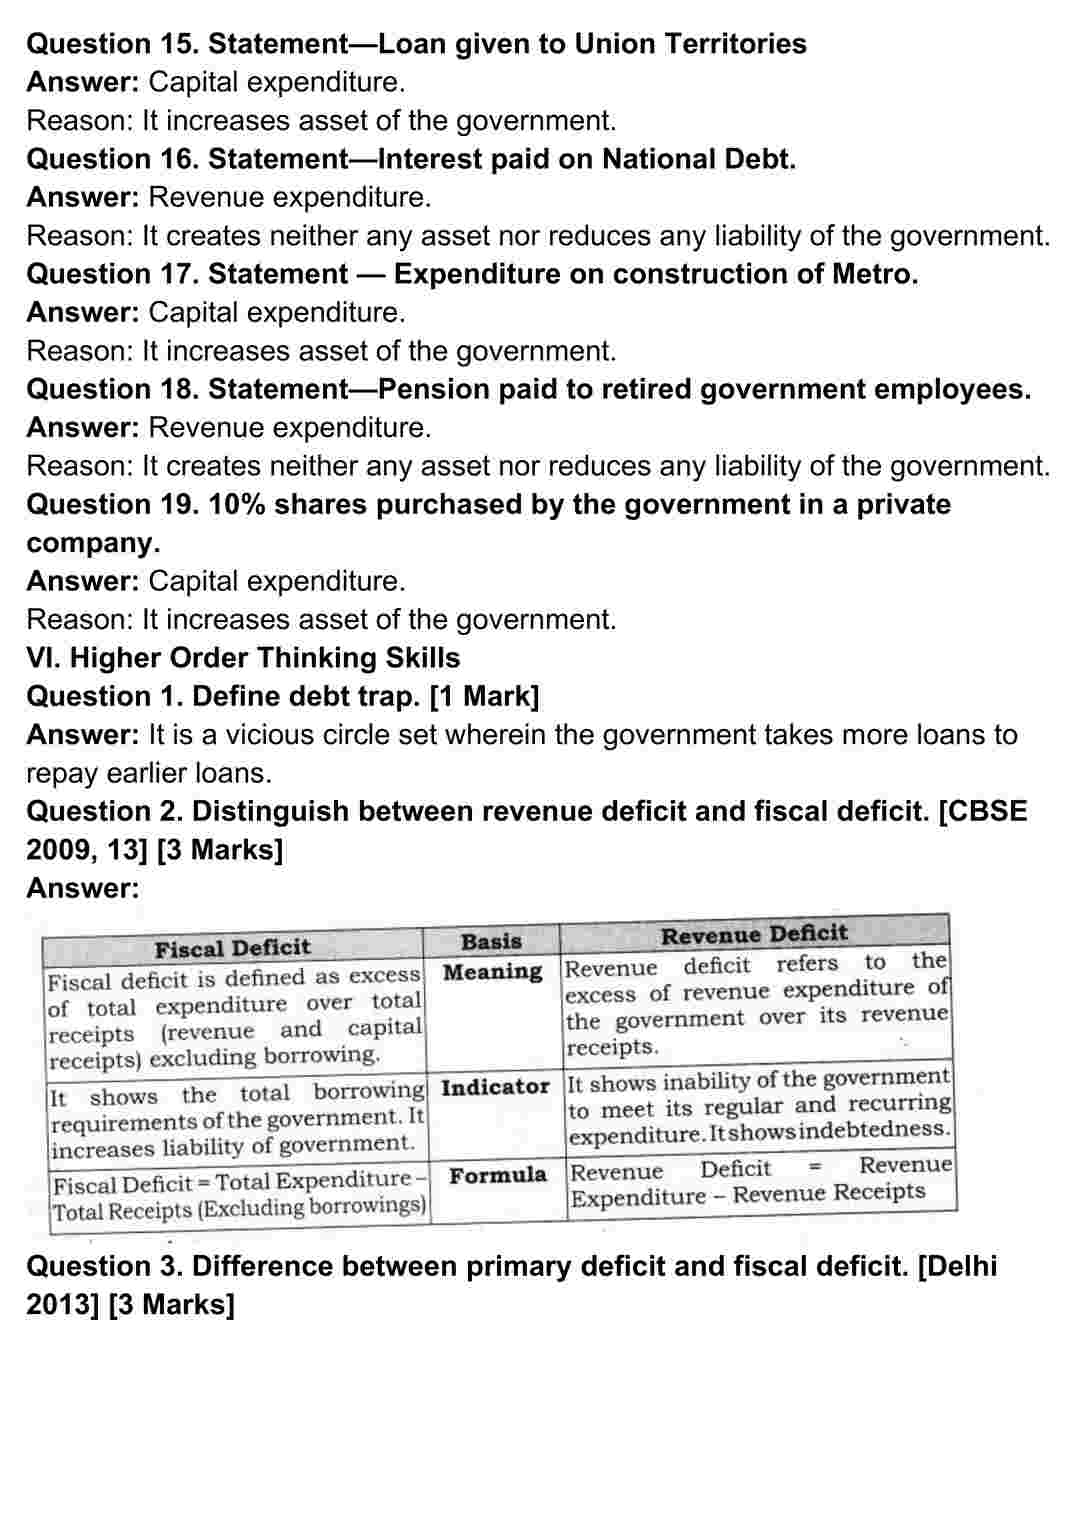 Question 15. Statement—Loan given to Union Territories
Answer: Capital expenditure.
Reason: It increases asset of the government.
Question 16. Statement—Interest paid on National Debt.
Answer: Revenue expenditure.
Reason: It creates neither any asset nor reduces any liability of the government.
Question 17. Statement — Expenditure on construction of Metro.
Answer: Capital expenditure.
Reason: It increases asset of the government.
Question 18. Statement—Pension paid to retired government employees.
Answer: Revenue expenditure.
Reason: It creates neither any asset nor reduces any liability of the government.
Question 19. 10% shares purchased by the government in a private
company.
Answer: Capital expenditure.
Reason: It increases asset of the government.
VI. Higher Order Thinking Skills
Question 1. Define debt trap. [1 Mark]
Answer: It is a vicious circle set wherein the government takes more loans to
repay earlier loans.
Question 2. Distinguish between revenue deficit and fiscal deficit. [CBSE
2009, 13] [3 Marks]
Answer:
Fiscal Deficit
Basis
Revenue Deficit
Fiscal deficit is defined as excess
of total expenditure over total
receipts (revenue and capital
receipts) excluding borrowing.
Meaning
Revenue deficit refers to the
excess of revenue expenditure of
the government over its revenue
receipts.
It shows the total borrowing
requirements of the government. It
increases liability of government.
Indicator
It shows inability of the government
to meet its regular and recurring
expenditure. It shows indebtedness.
Fiscal Deficit = Total Expenditure –
Total Receipts (Excluding borrowings)
Formula
Revenue Deficit = Revenue
Expenditure – Revenue Receipts
Question 3. Difference between primary deficit and fiscal deficit. [Delhi
2013] [3 Marks]